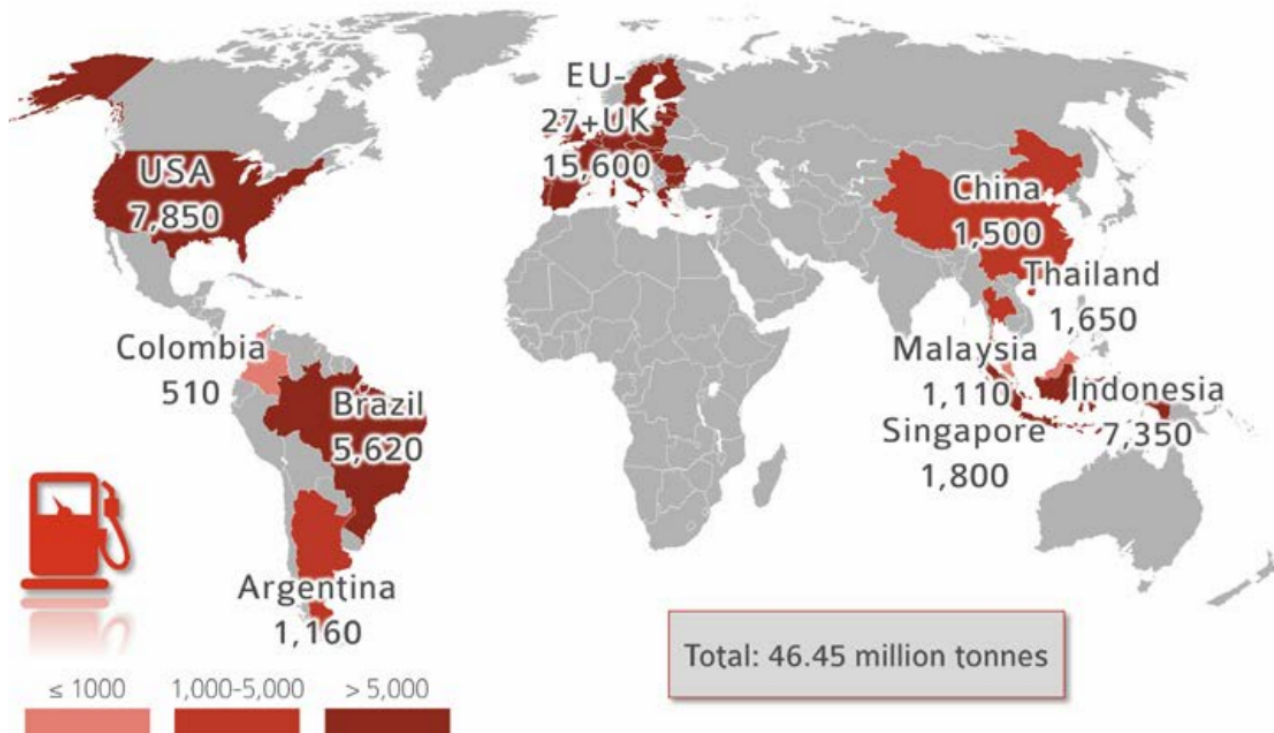 EU-
27+UK
15,600
USA
7,850
China
1,500
Thailand
1,650
Colombia
510
Malaysia
1,110
Indonesia
7,350
Brazil
5,620
Singapore
1,800
Argentina
1,160
Total: 46.45 million tonnes
≤ 1000
1,000-5,000
> 5,000